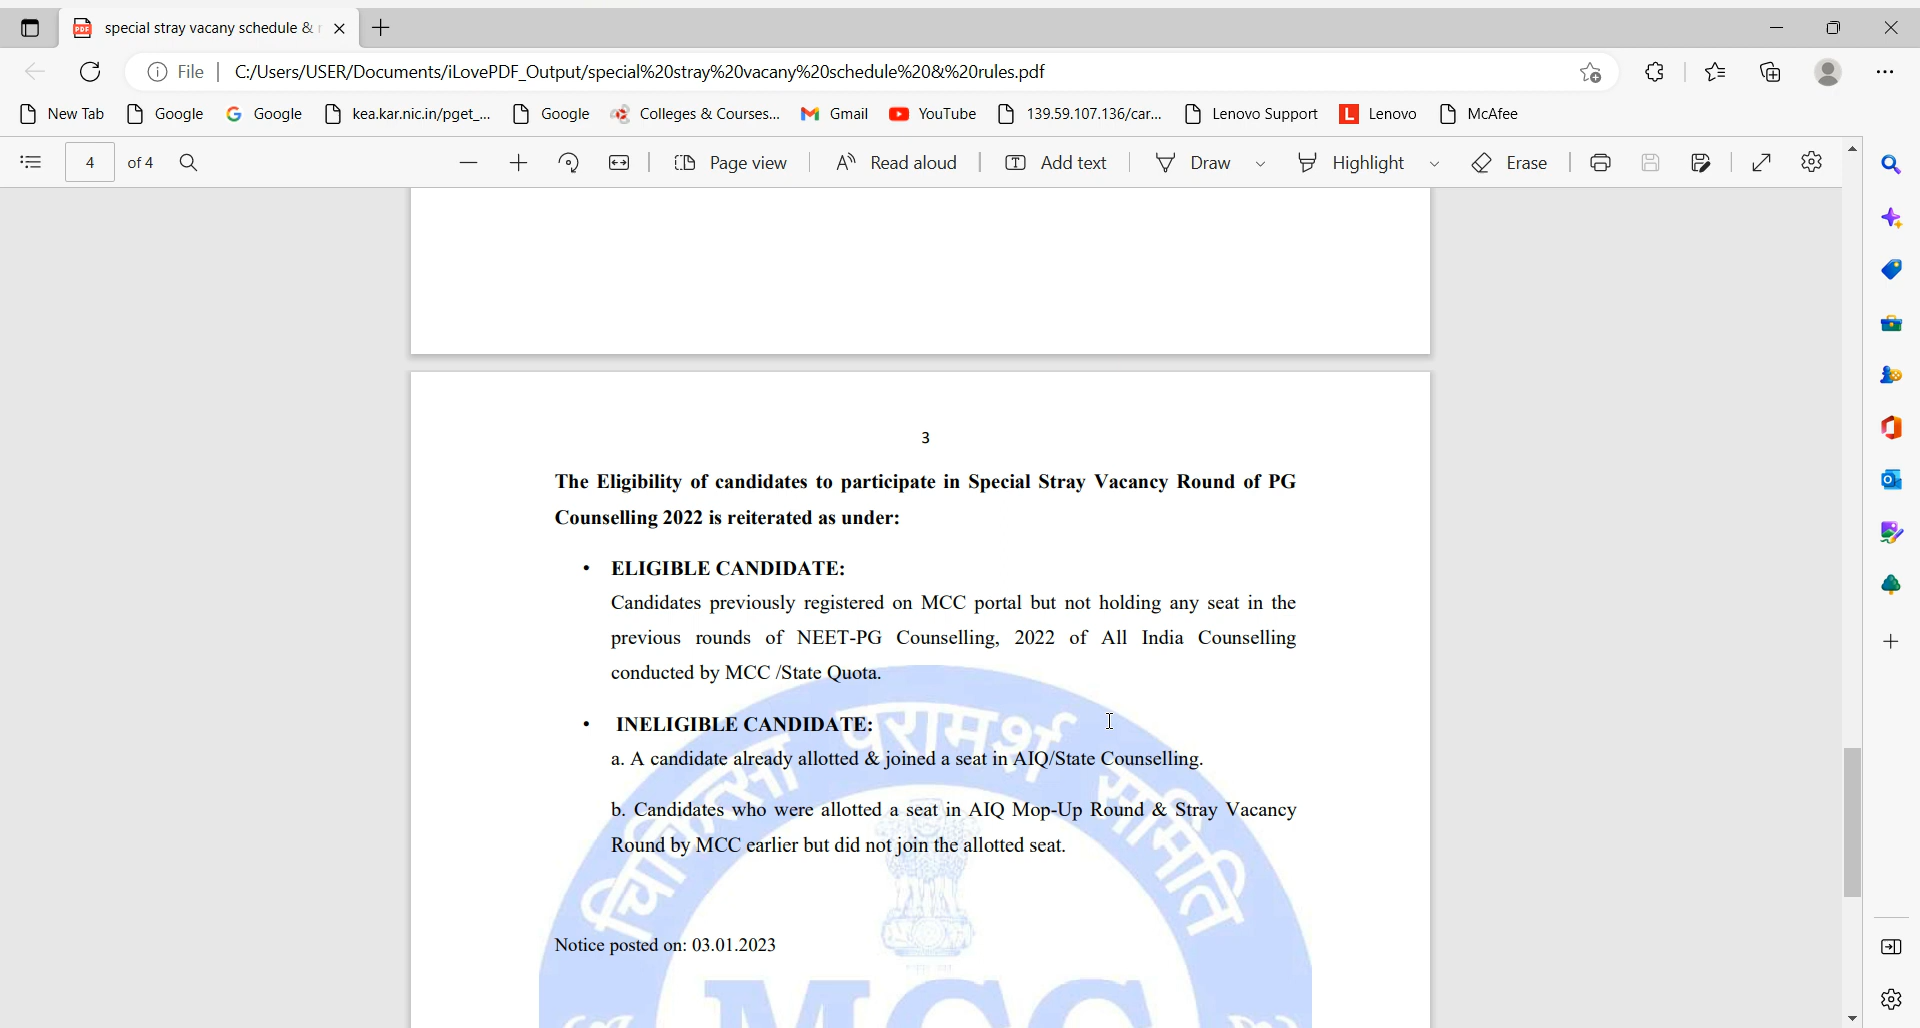 special stray vacany schedule &
File
C:/Users/USER/Documents/iLovePDF_Output/special%20stray%20vacany%20schedule%20&%20rules.pdf
New Tab Google Google kea.kar.nic.in/pget_... Google Colleges & Courses... Gmail YouTube 139.59.107.136/car... Lenovo Support Lenovo McAfee
4 of 4 Page view Read aloud Add text Draw Highlight Erase
3
The Eligibility of candidates to participate in Special Stray Vacancy Round of PG
Counselling 2022 is reiterated as under:
• ELIGIBLE CANDIDATE:
Candidates previously registered on MCC portal but not holding any seat in the
previous rounds of NEET-PG Counselling, 2022 of All India Counselling
conducted by MCC /State Quota.
• INELIGIBLE CANDIDATE:
a. A candidate already allotted & joined a seat in AIQ/State Counselling.
b. Candidates who were allotted a seat in AIQ Mop-Up Round & Stray Vacancy
Round by MCC earlier but did not join the allotted seat.
Notice posted on: 03.01.2023
चिकित्सा परामर्श समिति
MCC